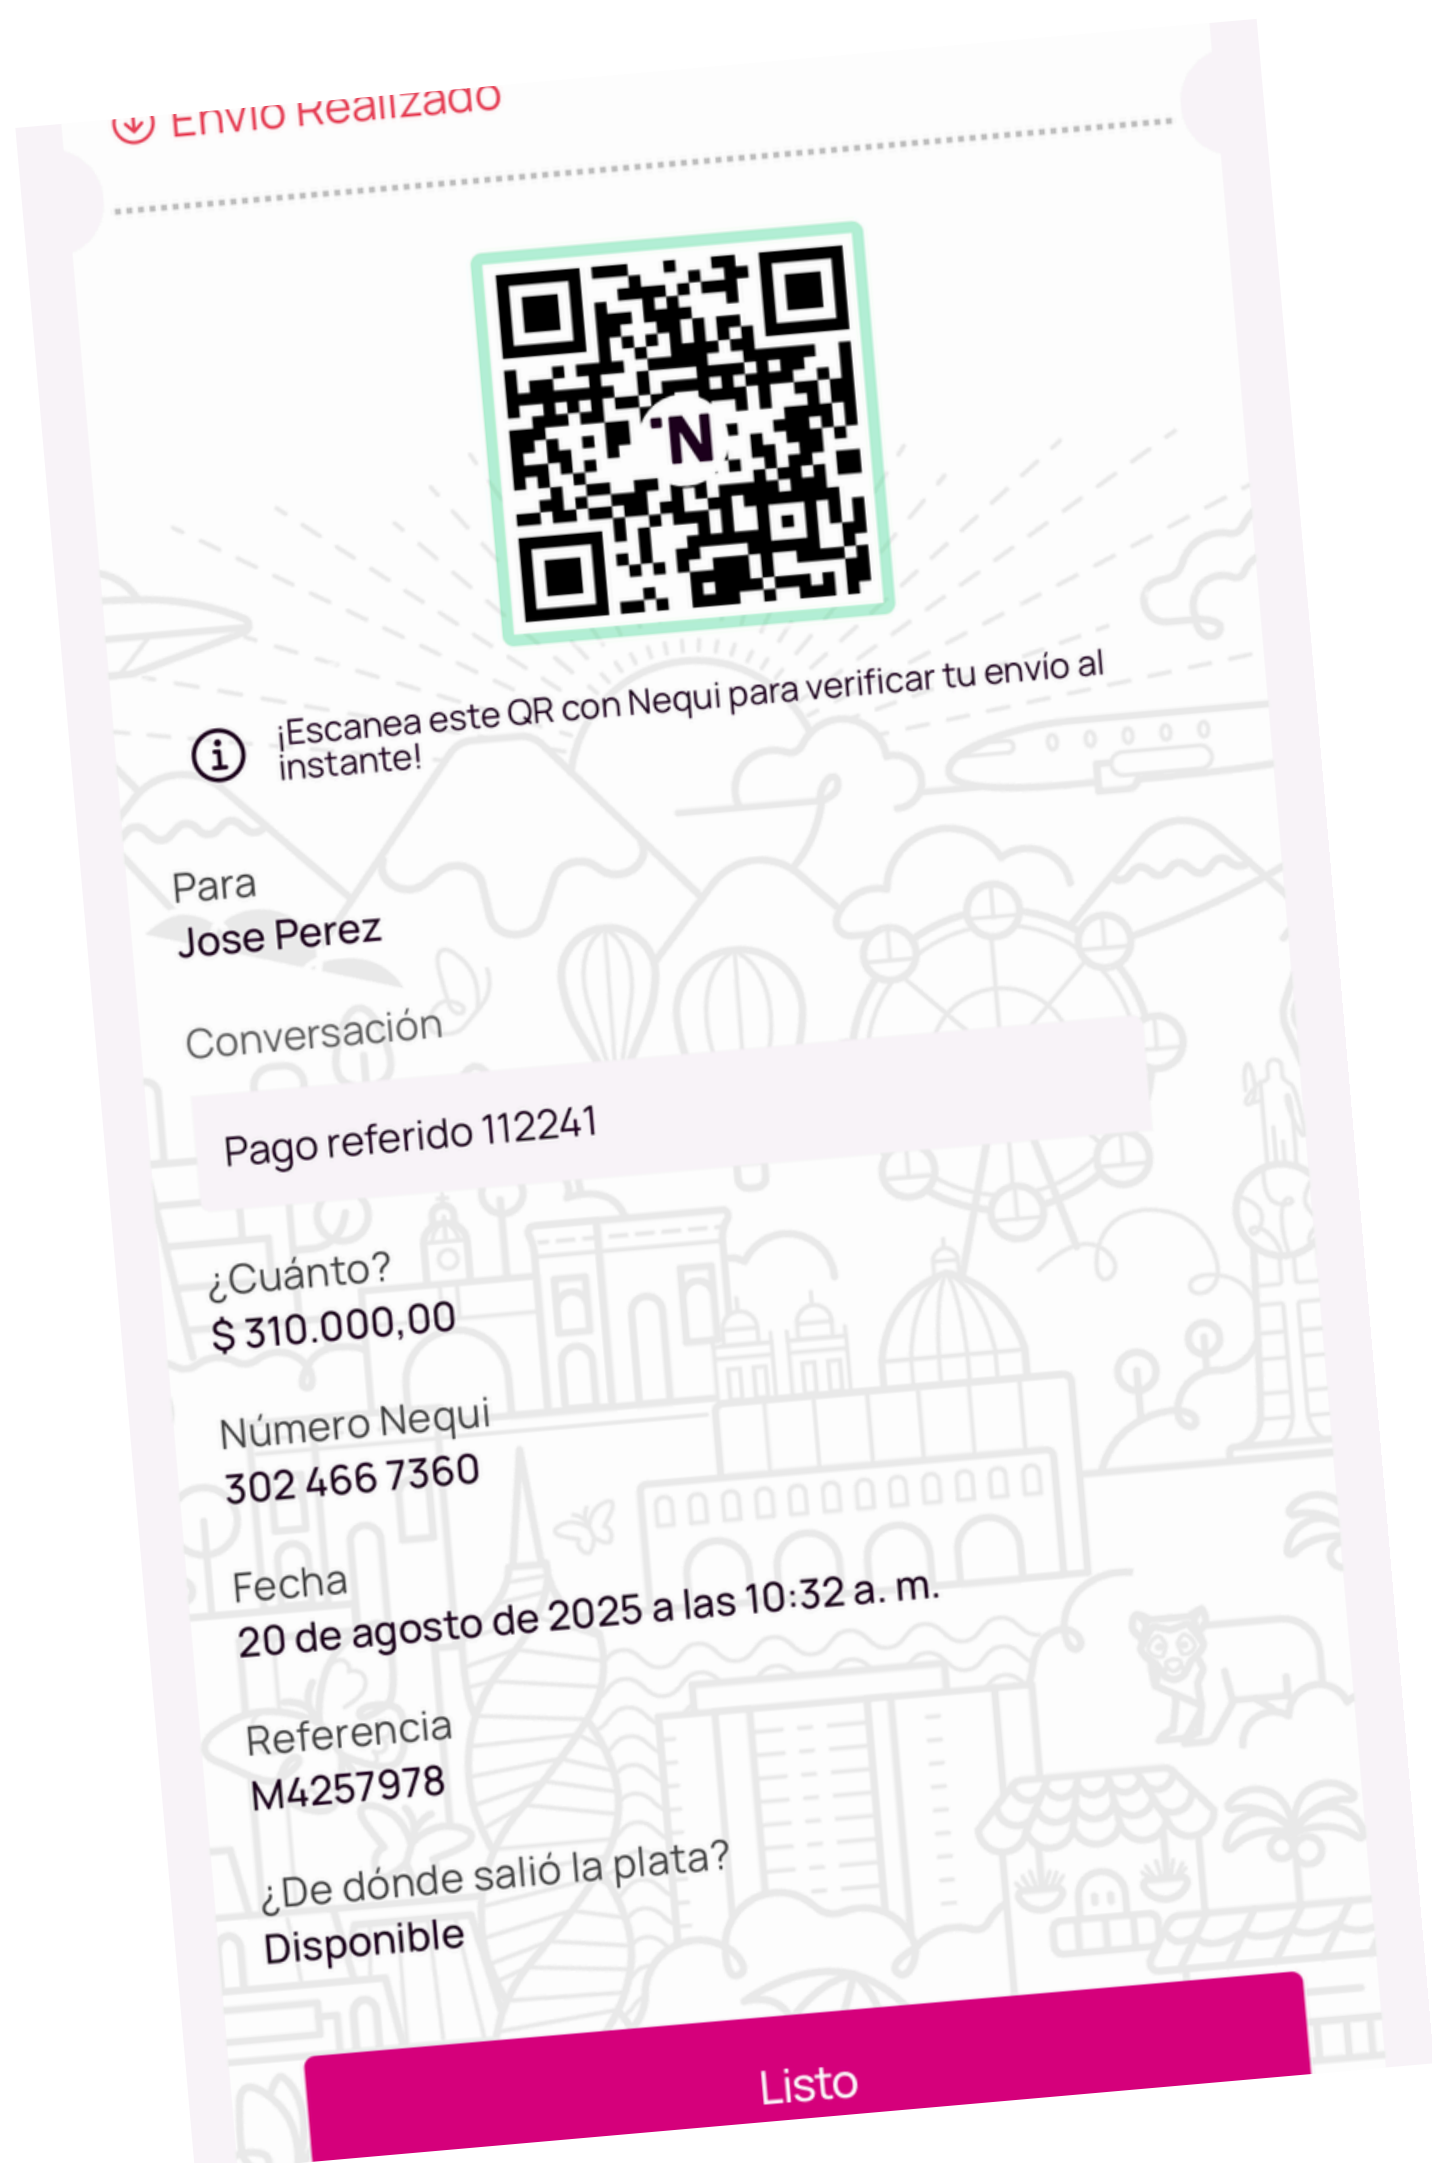 Envío Realizado
N
¡Escanea este QR con Nequi para verificar tu envío al
instante!
Para
Jose Perez
Conversación
Pago referido 112241
¿Cuánto?
$ 310.000,00
Número Nequi
302 466 7360
Fecha
20 de agosto de 2025 a las 10:32 a. m.
Referencia
M4257978
¿De dónde salió la plata?
Disponible
Listo